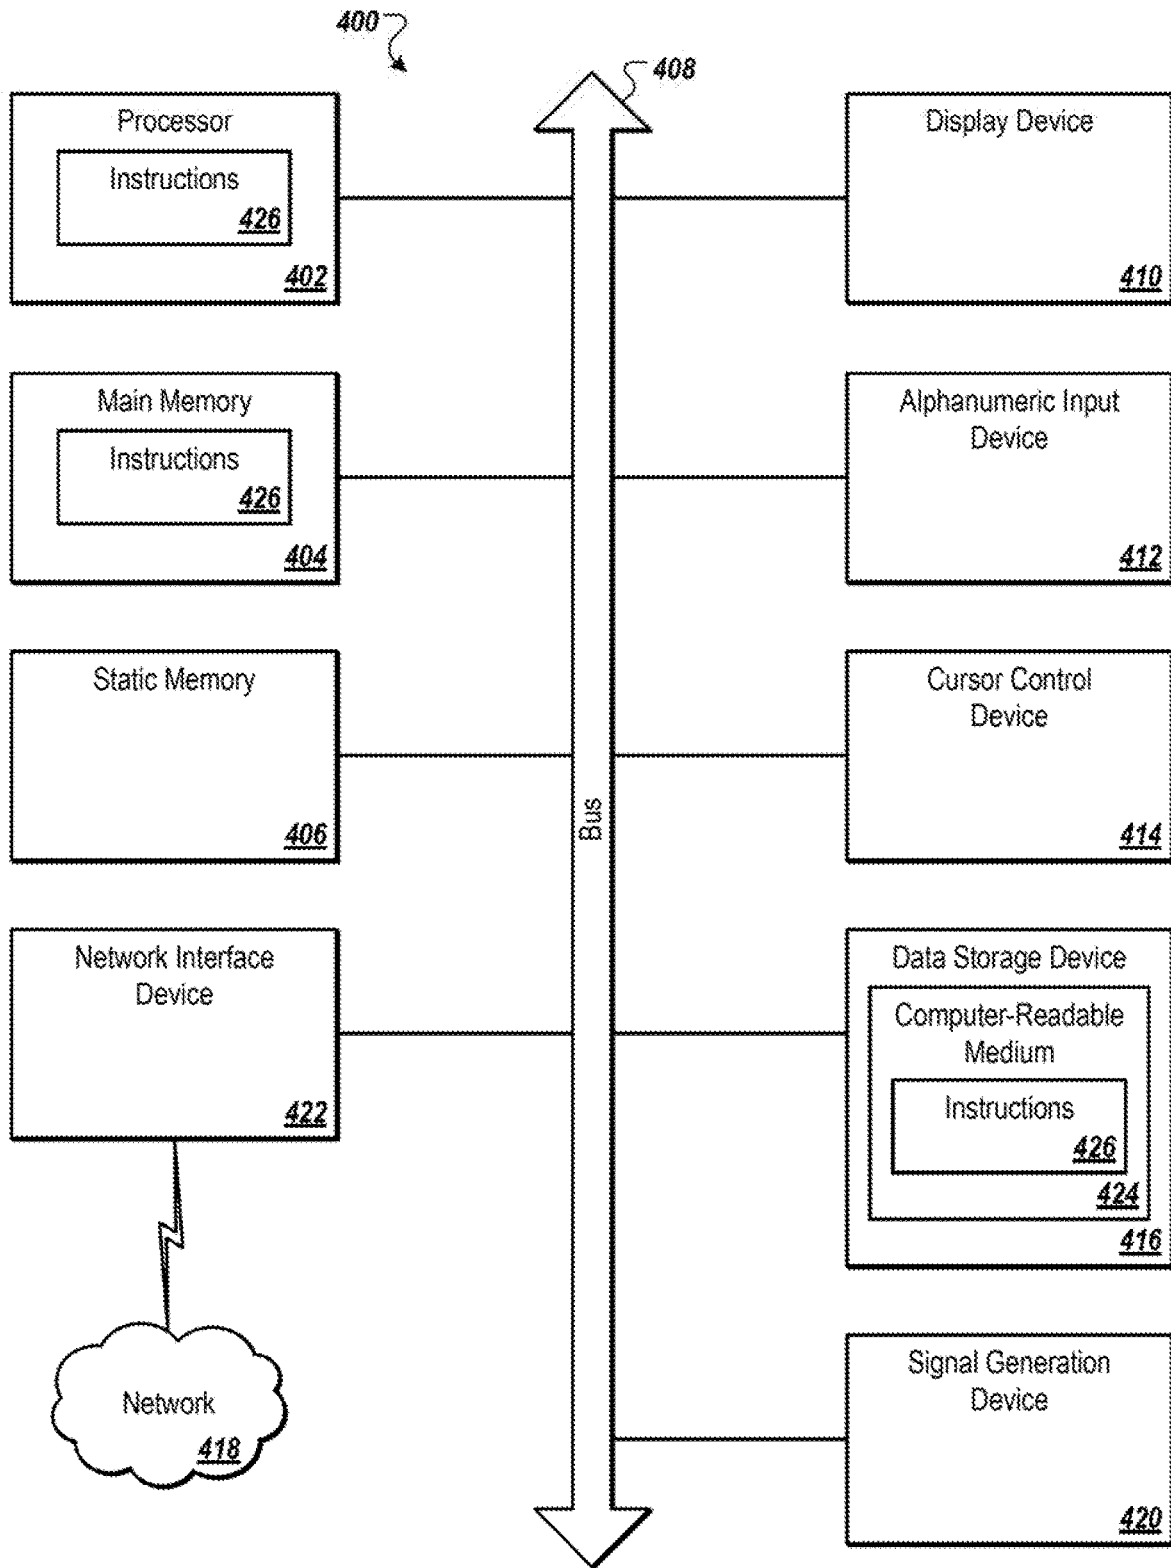 400
408
Processor
Instructions
426
402
Display Device
410
Main Memory
Instructions
426
404
Alphanumeric Input
Device
412
Static Memory
406
Cursor Control
Device
414
Bus
Network Interface
Device
422
Data Storage Device
Computer-Readable
Medium
Instructions
426
424
416
Network
418
Signal Generation
Device
420